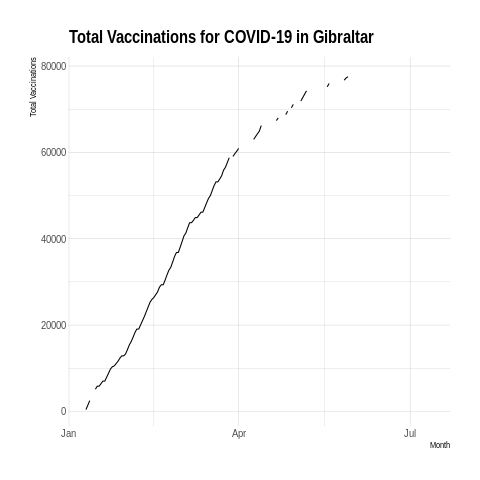 Total Vaccinations for COVID-19 in Gibraltar
Total Vaccinations
80000
60000
40000
20000
0
Jan
Apr
Jul
Month